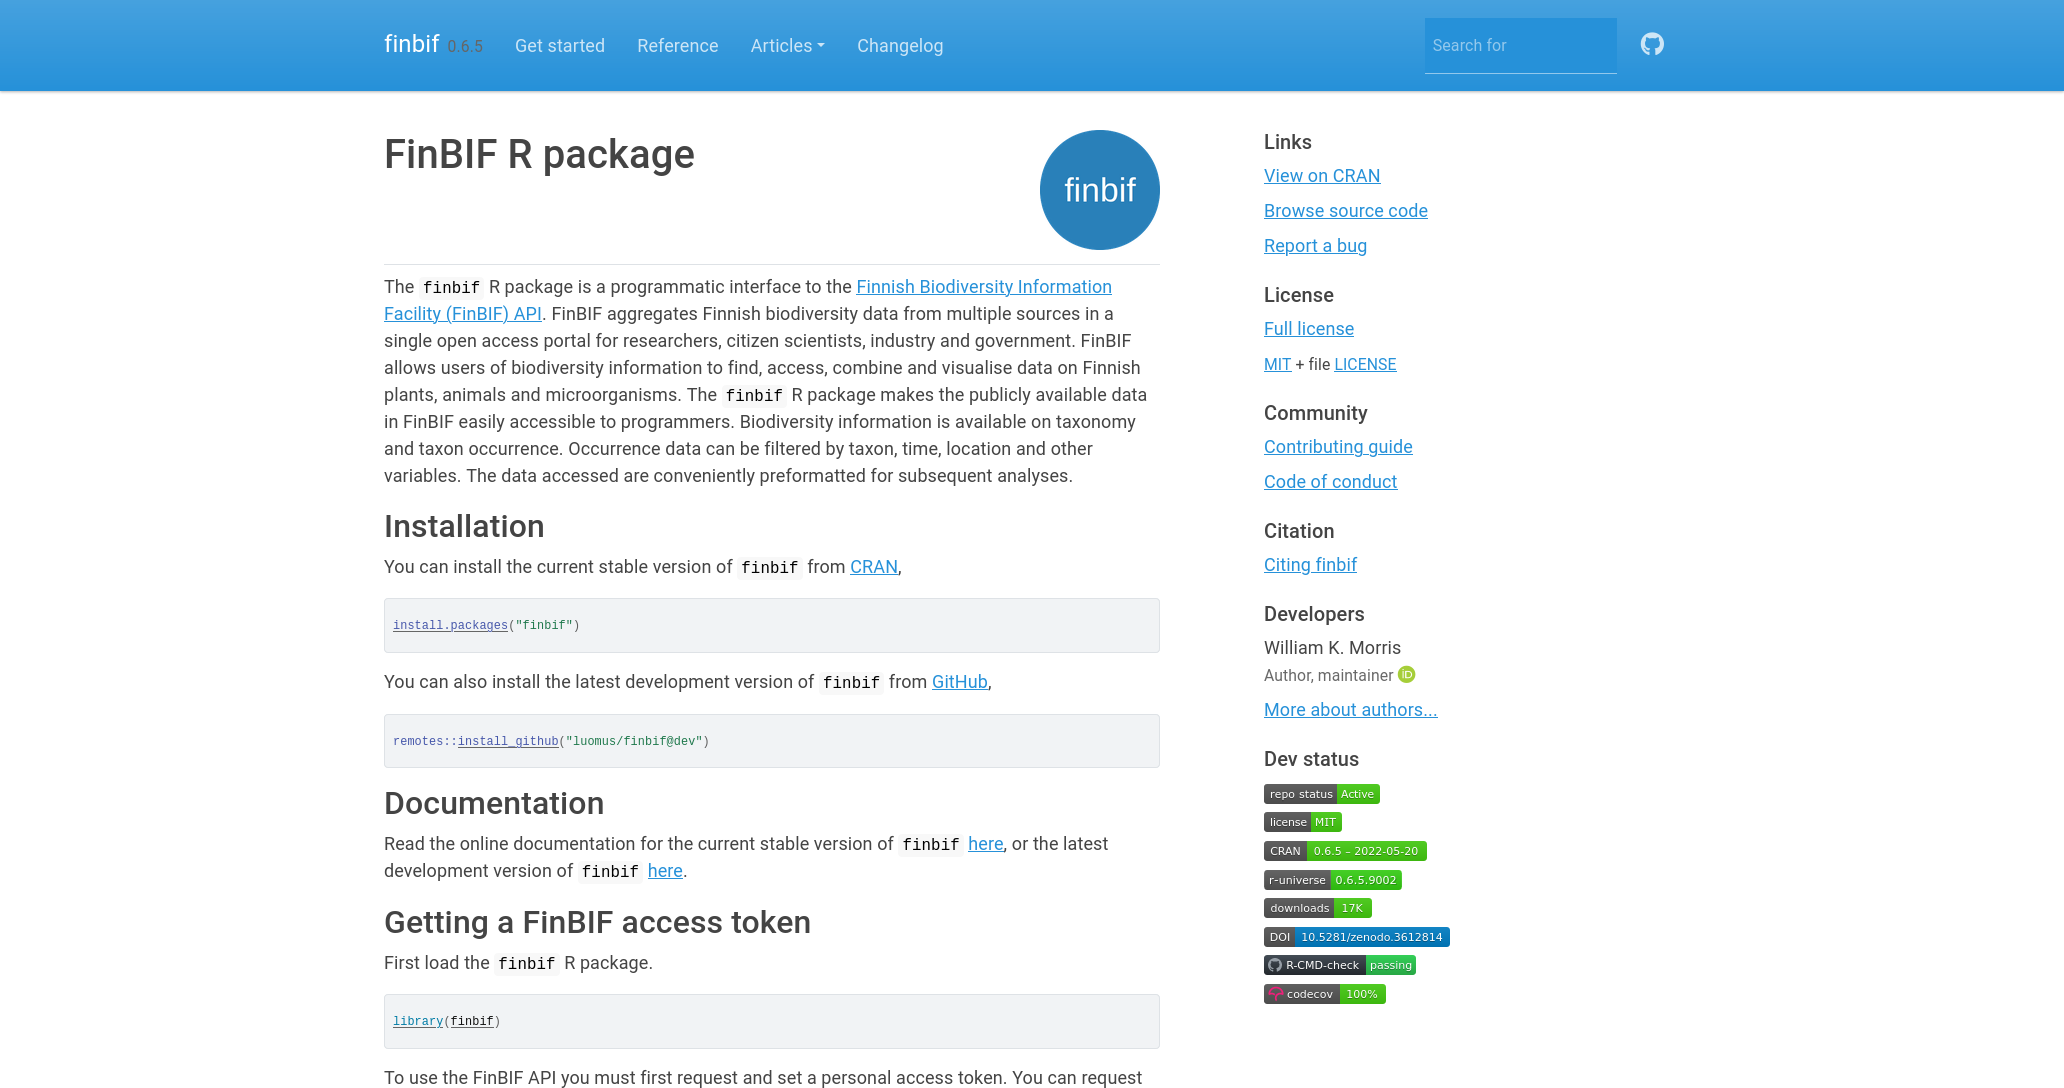 finbif 0.6.5 Get started Reference Articles Changelog Search for
FinBIF R package
finbif
The finbif R package is a programmatic interface to the Finnish Biodiversity Information
Facility (FinBIF) API. FinBIF aggregates Finnish biodiversity data from multiple sources in a
single open access portal for researchers, citizen scientists, industry and government. FinBIF
allows users of biodiversity information to find, access, combine and visualise data on Finnish
plants, animals and microorganisms. The finbif R package makes the publicly available data
in FinBIF easily accessible to programmers. Biodiversity information is available on taxonomy
and taxon occurrence. Occurrence data can be filtered by taxon, time, location and other
variables. The data accessed are conveniently preformatted for subsequent analyses.
Installation
You can install the current stable version of finbif from CRAN,
install.packages("finbif")
You can also install the latest development version of finbif from GitHub,
remotes::install_github("luomus/finbif@dev")
Documentation
Read the online documentation for the current stable version of finbif here, or the latest
development version of finbif here.
Getting a FinBIF access token
First load the finbif R package.
library(finbif)
To use the FinBIF API you must first request and set a personal access token. You can request
Links
View on CRAN
Browse source code
Report a bug
License
Full license
MIT + file LICENSE
Community
Contributing guide
Code of conduct
Citation
Citing finbif
Developers
William K. Morris
Author, maintainer iD
More about authors...
Dev status
repo status Active
license MIT
CRAN 0.6.5 – 2022-05-20
r-universe 0.6.5.9002
downloads 17K
DOI 10.5281/zenodo.3612814
R-CMD-check passing
codecov 100%